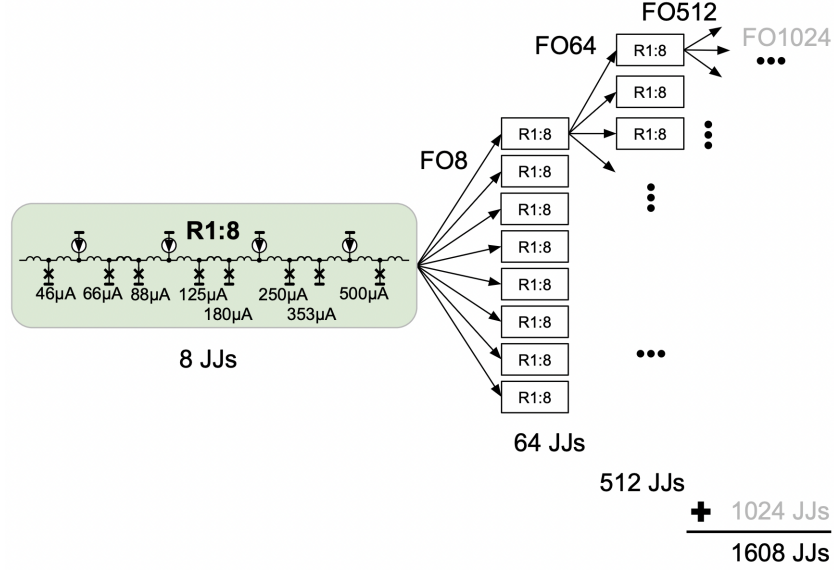 FO512
FO1024
FO64
R1:8
R1:8
R1:8
R1:8
FO8
R1:8
R1:8
R1:8
R1:8
R1:8
R1:8
R1:8
R1:8
46µA 66µA 88µA 125µA 250µA 500µA
180µA 353µA
8 JJs
64 JJs
512 JJs
+ 1024 JJs
1608 JJs